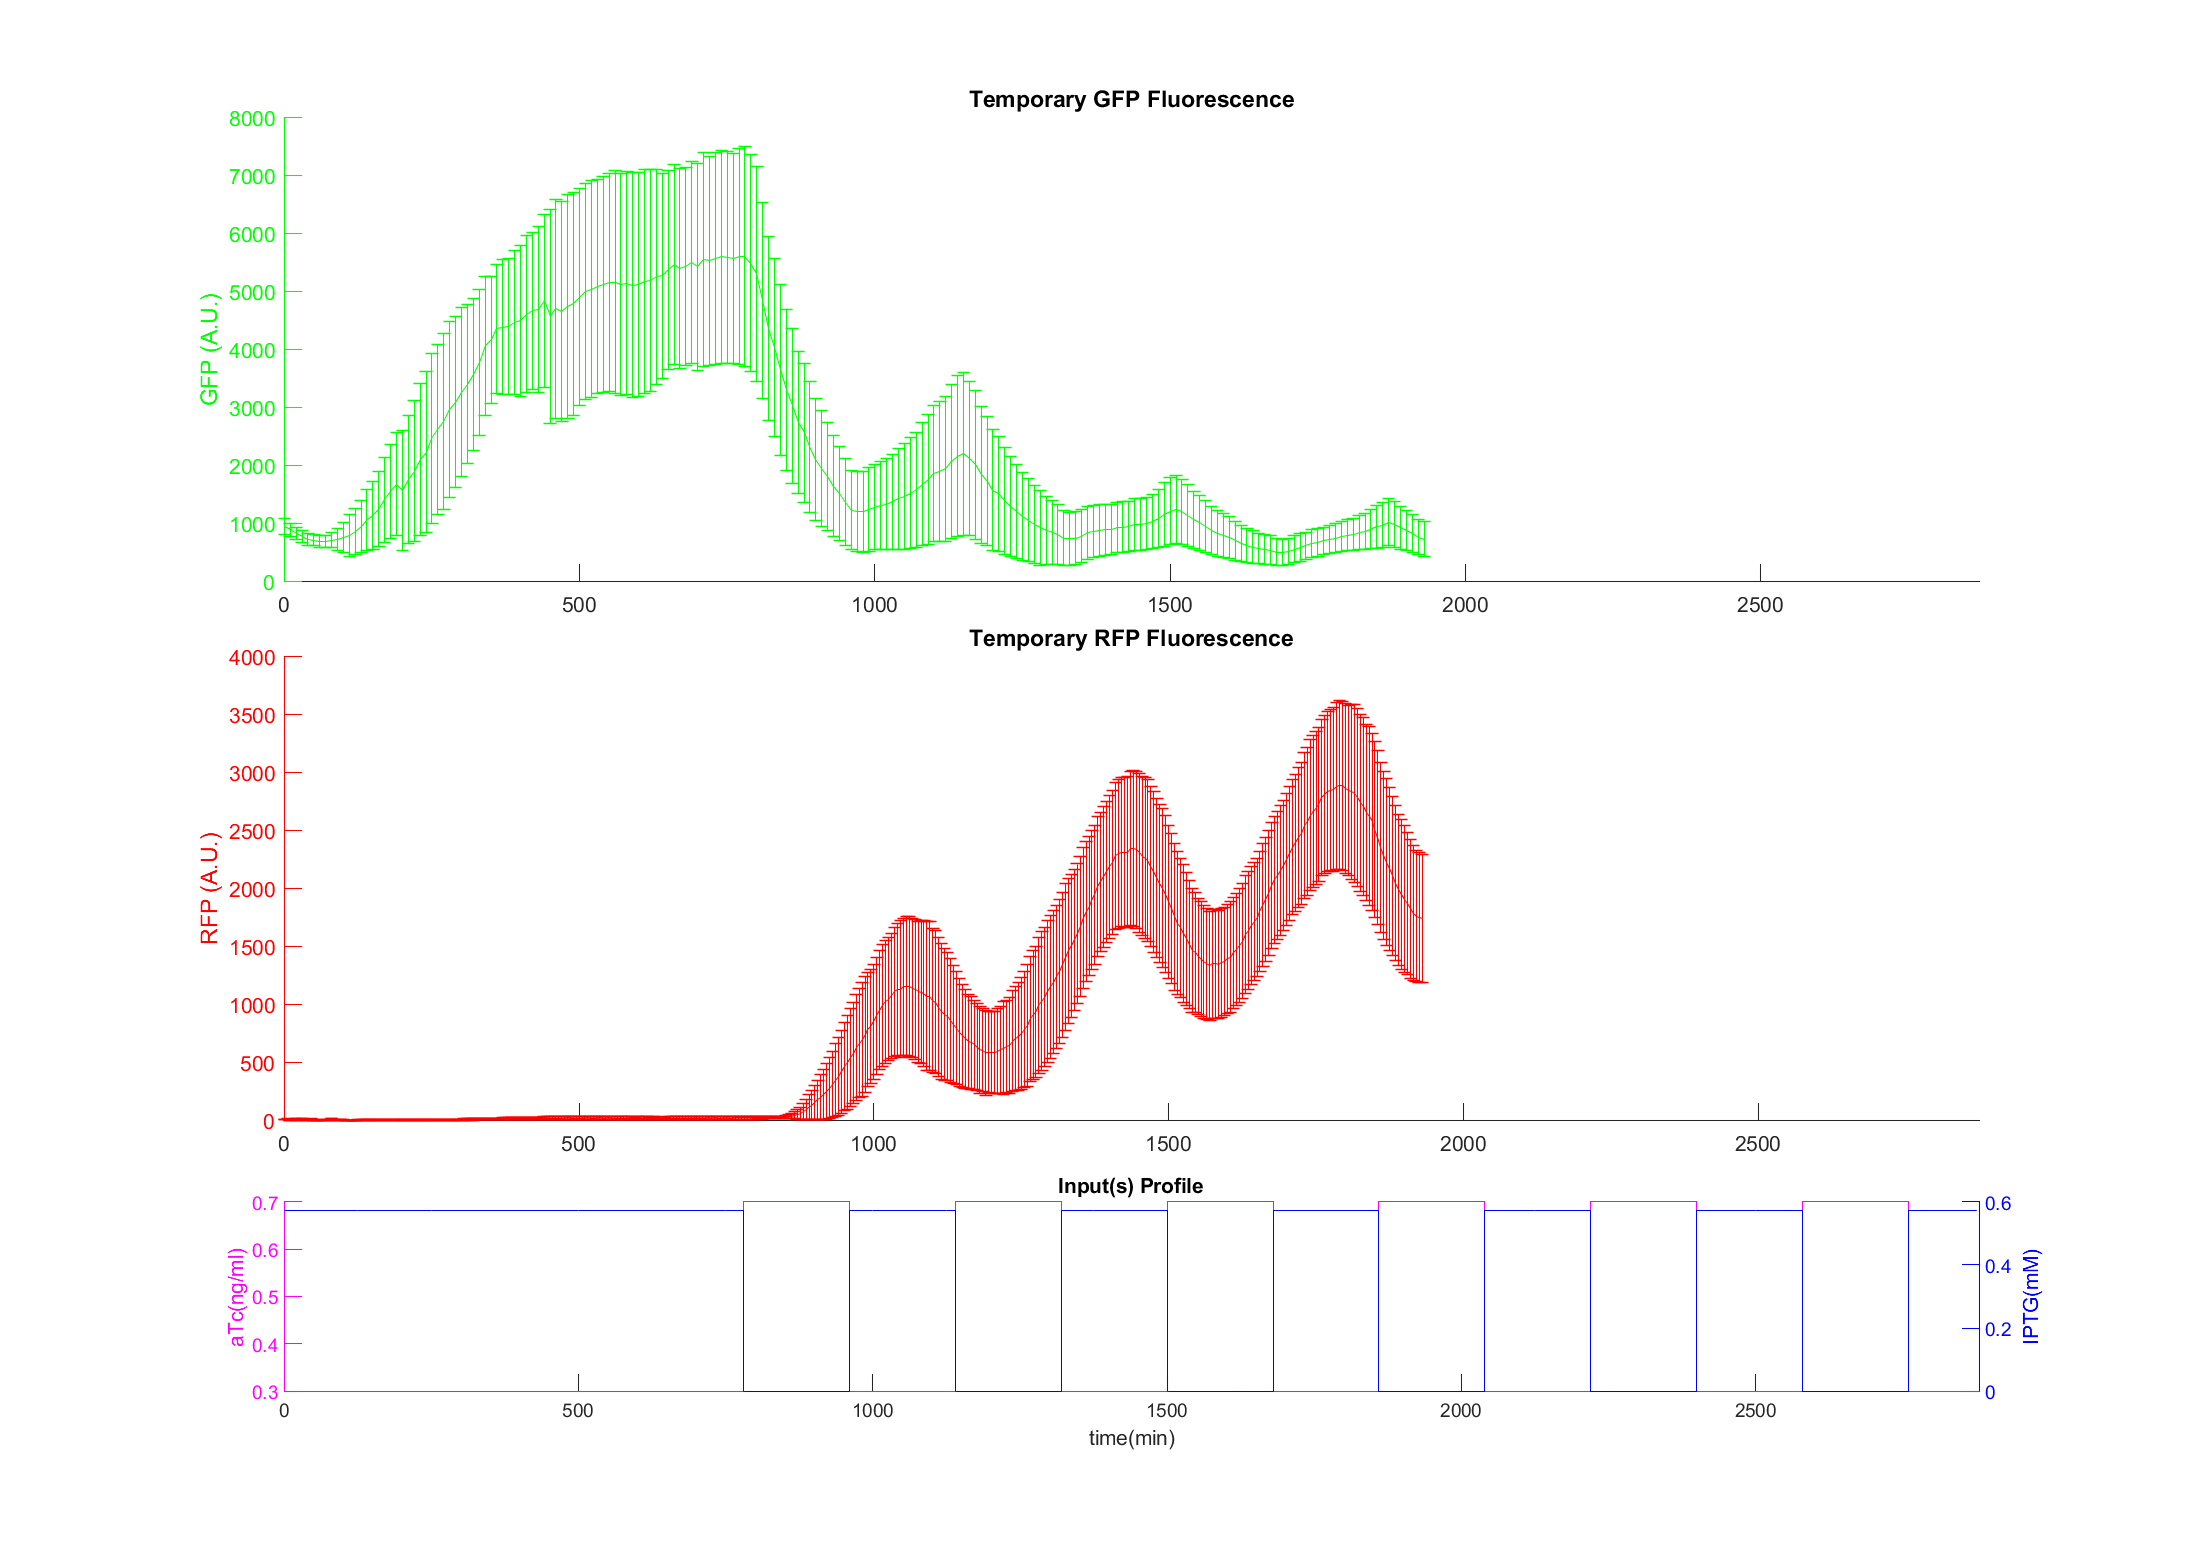 Temporary GFP Fluorescence
8000
7000
6000
5000
4000
3000
2000
1000
0
GFP (A.U.)
0 500 1000 1500 2000 2500
Temporary RFP Fluorescence
4000
3500
3000
2500
2000
1500
1000
500
0
RFP (A.U.)
0 500 1000 1500 2000 2500
Input(s) Profile
0.7
0.6
0.5
0.4
0.3
aTc(ng/ml)
0.6
0.4
0.2
0
IPTG(mM)
0 500 1000 1500 2000 2500
time(min)